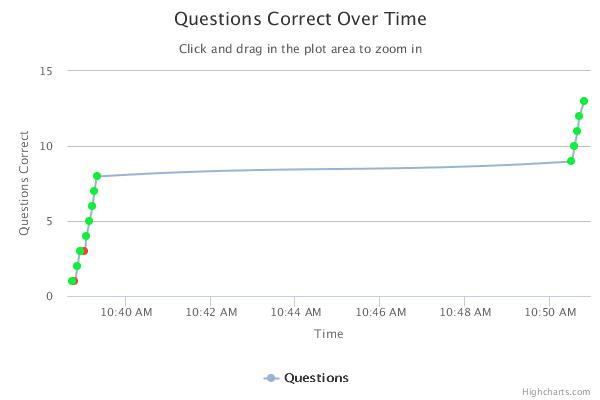 Questions Correct Over Time
Click and drag in the plot area to zoom in
Questions Correct
15
10
5
0
10:40 AM 10:42 AM 10:44 AM 10:46 AM 10:48 AM 10:50 AM
Time
Questions
Highcharts.com